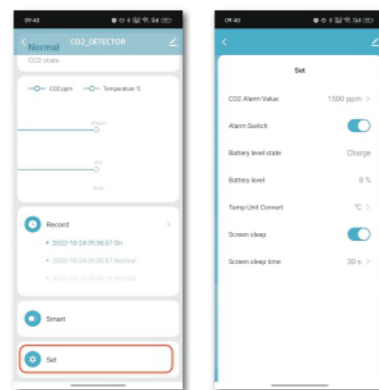 09:40
CO2_DETECTOR
Normal
CO2 state
CO2 ppm Temperature ℃
Record
2022-10-24 05:38:57 On
2022-10-24 05:38:57 Normal
Smart
Set
09:40
Set
CO2 Alarm Value 1500 ppm >
Alarm Switch
Battery level state Charge
Battery level 8 %
Temp Unit Convert ℃ >
Screen sleep
Screen sleep time 30 s >